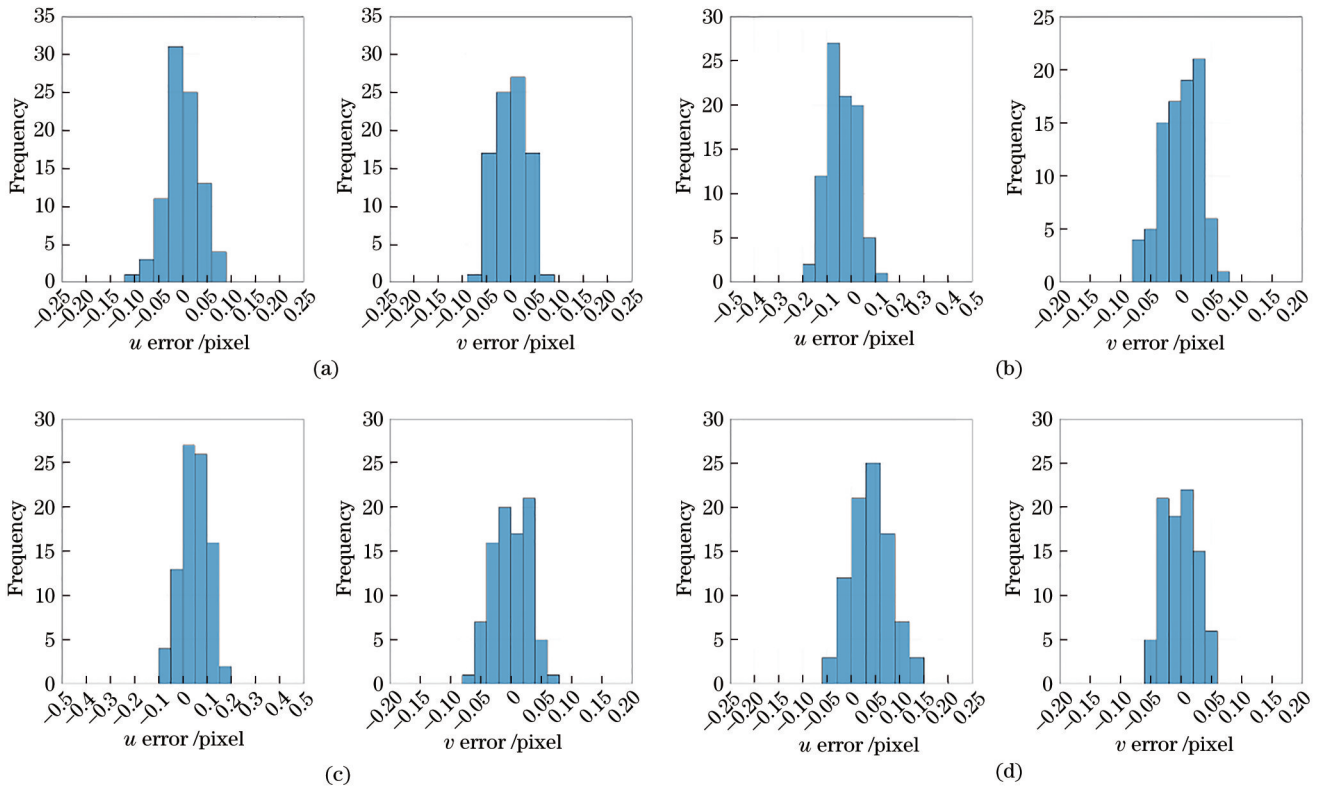 35 35 30 25
30 30 25 20
25 25 20
20 20 15
15 15 15
10 10 10 10
5 5 5 5
0 0 0 0
Frequency Frequency Frequency Frequency
−0.25 −0.20 −0.15 −0.10 −0.05 0 0.05 0.10 0.15 0.20 0.25
u error /pixel
−0.25 −0.20 −0.15 −0.10 −0.05 0 0.05 0.10 0.15 0.20 0.25
v error /pixel
(a)
−0.5 −0.4 −0.3 −0.2 −0.1 0 0.1 0.2 0.3 0.4 0.5
u error /pixel
−0.20 −0.15 −0.10 −0.05 0 0.05 0.10 0.15 0.20
v error /pixel
(b)
30 30 30 30
25 25 25 25
20 20 20 20
15 15 15 15
10 10 10 10
5 5 5 5
0 0 0 0
Frequency Frequency Frequency Frequency
−0.5 −0.4 −0.3 −0.2 −0.1 0 0.1 0.2 0.3 0.4 0.5
u error /pixel
−0.20 −0.15 −0.10 −0.05 0 0.05 0.10 0.15 0.20
v error /pixel
(c)
−0.25 −0.20 −0.15 −0.10 −0.05 0 0.05 0.10 0.15 0.20 0.25
u error /pixel
−0.20 −0.15 −0.10 −0.05 0 0.05 0.10 0.15 0.20
v error /pixel
(d)